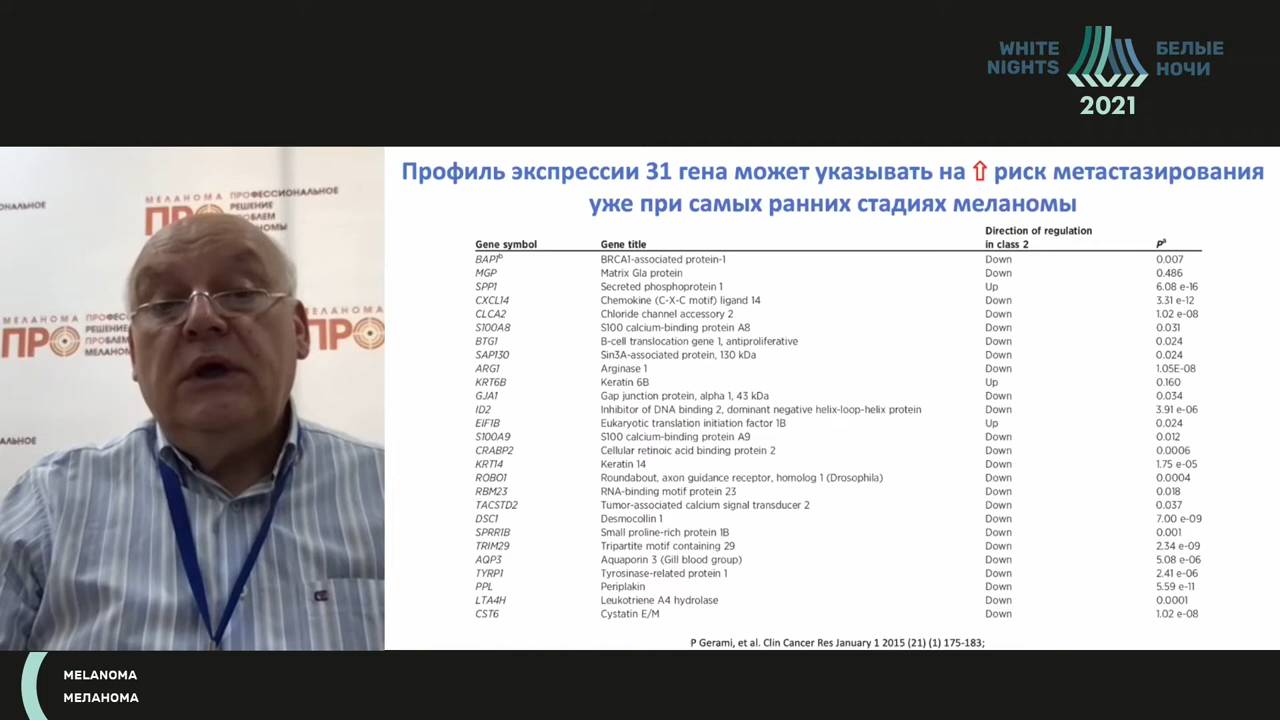 WHITE NIGHTS
БЕЛЫЕ НОЧИ
2021
Профиль экспрессии 31 гена может указывать на ⇧ риск метастазирования
уже при самых ранних стадиях меланомы
Gene symbol Gene title Direction of regulation in class 2 Pª
BAP1ᵇ BRCA1-associated protein-1 Down 0.007
MGP Matrix Gla protein Down 0.486
SPP1 Secreted phosphoprotein 1 Up 6.08 e-16
CXCL14 Chemokine (C-X-C motif) ligand 14 Down 3.31 e-12
CLCA2 Chloride channel accessory 2 Down 1.02 e-08
S100A8 S100 calcium-binding protein A8 Down 0.031
BTG1 B-cell translocation gene 1, antiproliferative Down 0.024
SAP130 Sin3A-associated protein, 130 kDa Down 0.024
ARG1 Arginase 1 Down 1.05E-08
KRT6B Keratin 6B Up 0.160
GJA1 Gap junction protein, alpha 1, 43 kDa Down 0.034
ID2 Inhibitor of DNA binding 2, dominant negative helix-loop-helix protein Down 3.91 e-06
EIF1B Eukaryotic translation initiation factor 1B Up 0.024
S100A9 S100 calcium-binding protein A9 Down 0.012
CRABP2 Cellular retinoic acid binding protein 2 Down 0.0006
KRT14 Keratin 14 Down 1.75 e-05
ROBO1 Roundabout, axon guidance receptor, homolog 1 (Drosophila) Down 0.0004
RBM23 RNA-binding motif protein 23 Down 0.018
TACSTD2 Tumor-associated calcium signal transducer 2 Down 0.037
DSC1 Desmocollin 1 Down 7.00 e-09
SPRR1B Small proline-rich protein 1B Down 0.001
TRIM29 Tripartite motif containing 29 Down 2.34 e-09
AQP3 Aquaporin 3 (Gill blood group) Down 5.08 e-06
TYRP1 Tyrosinase-related protein 1 Down 2.41 e-06
PPL Periplakin Down 5.59 e-11
LTA4H Leukotriene A4 hydrolase Down 0.0001
CST6 Cystatin E/M Down 1.02 e-08
P Gerami, et al. Clin Cancer Res January 1 2015 (21) (1) 175-183;
МЕЛАНОМА ПРОФЕССИОНАЛЬНОЕ
РЕШЕНИЕ
MELANOMA
МЕЛАНОМА